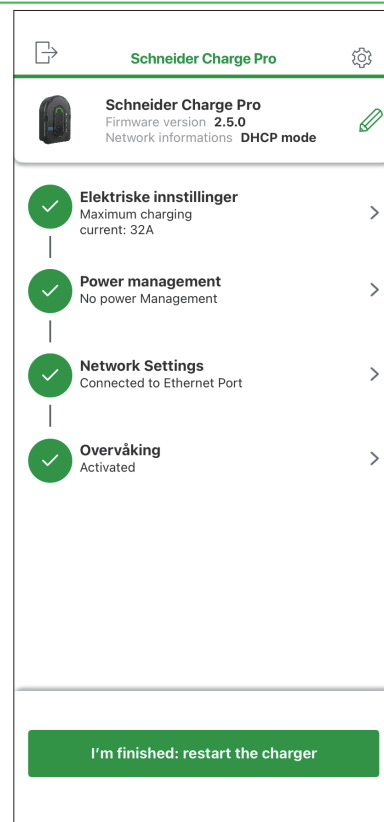 Schneider Charge Pro
Schneider Charge Pro
Firmware version 2.5.0
Network informations DHCP mode
Elektriske innstillinger
Maximum charging
current: 32A
Power management
No power Management
Network Settings
Connected to Ethernet Port
Overvåking
Activated
I'm finished: restart the charger